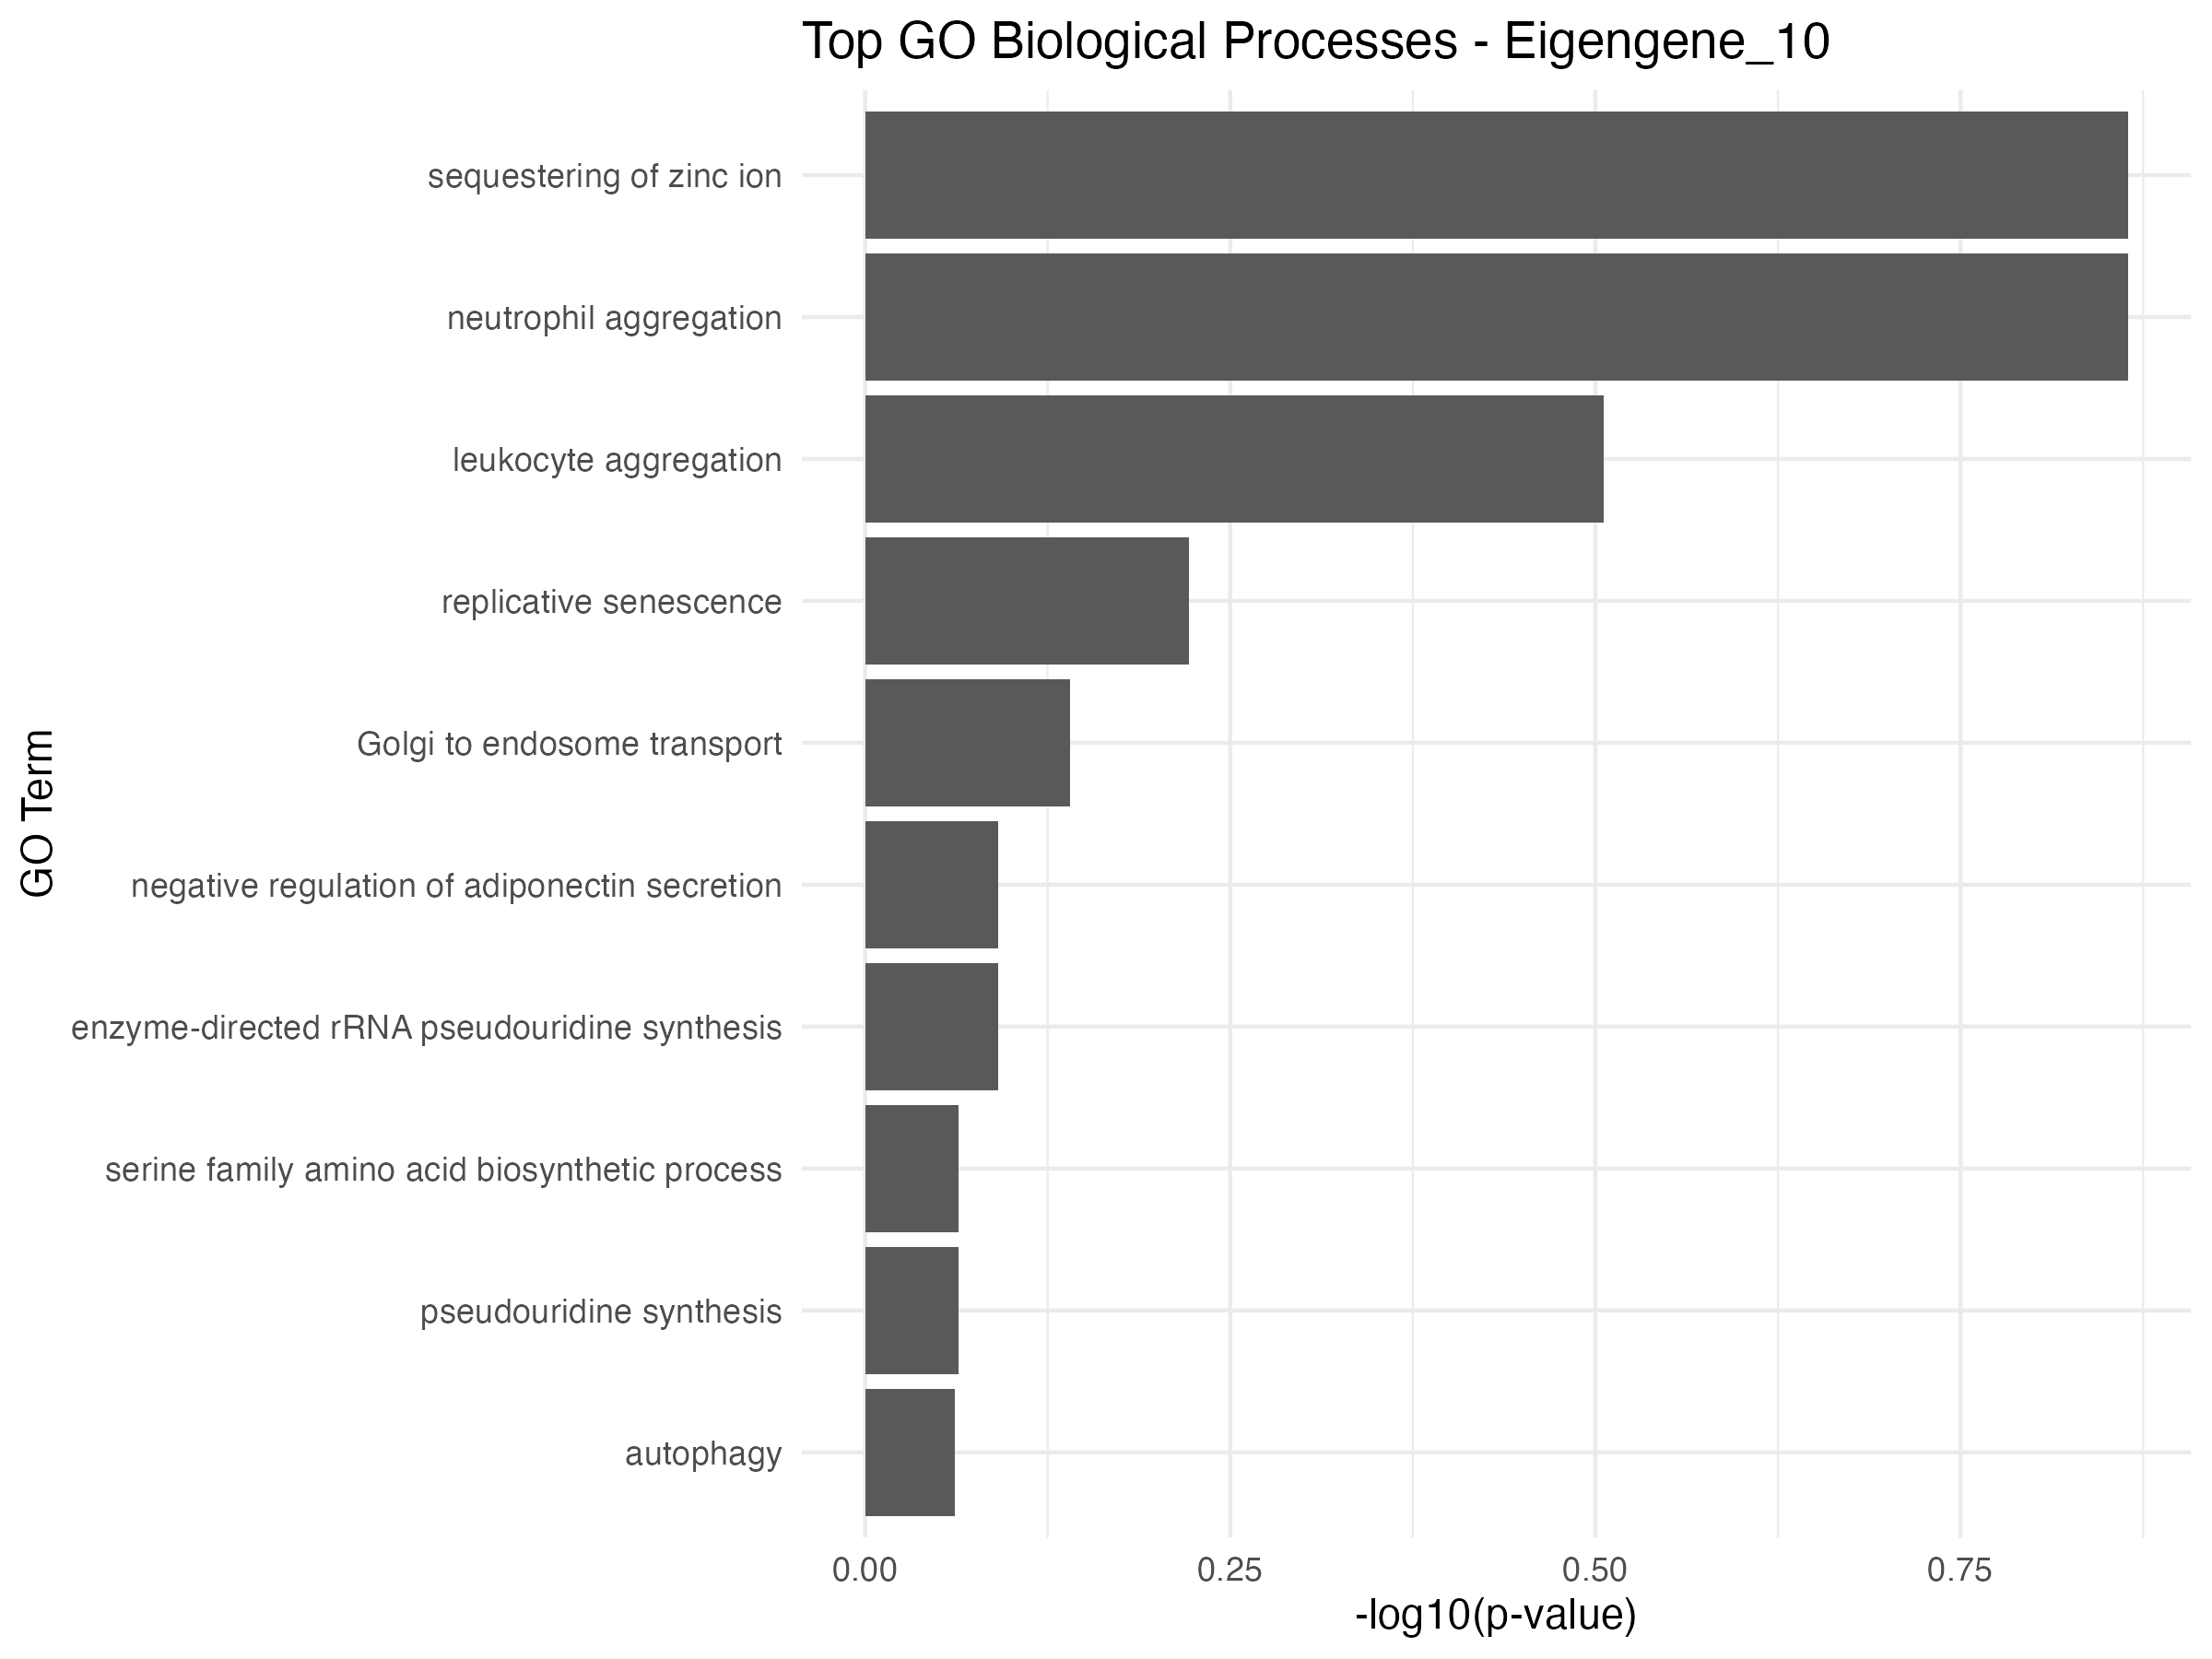 Top GO Biological Processes - Eigengene_10
GO Term
sequestering of zinc ion
neutrophil aggregation
leukocyte aggregation
replicative senescence
Golgi to endosome transport
negative regulation of adiponectin secretion
enzyme-directed rRNA pseudouridine synthesis
serine family amino acid biosynthetic process
pseudouridine synthesis
autophagy
0.00 0.25 0.50 0.75
-log10(p-value)